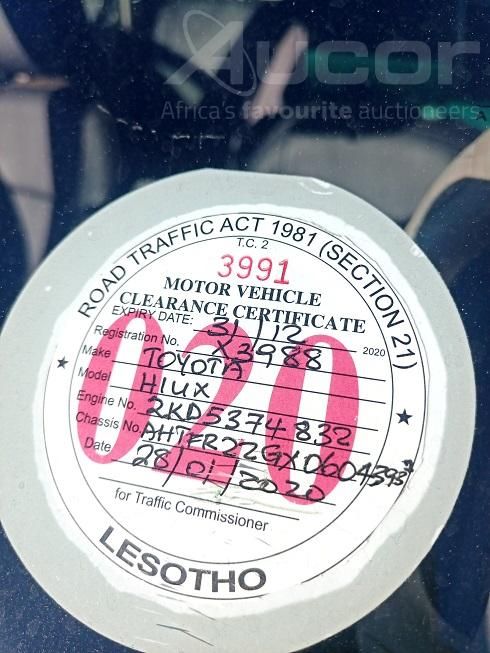 Aucor
Africa's favourite auctioneers
ROAD TRAFFIC ACT 1981 (SECTION 21)
T.C. 2
3991
MOTOR VEHICLE
CLEARANCE CERTIFICATE
EXPIRY DATE: 31/12 2020
Registration No. X3988
Make TOYOTA
Model HIUX
Engine No. 2KD5374832
Chassis No.
Date 28/01/2020
020
for Traffic Commissioner
LESOTHO